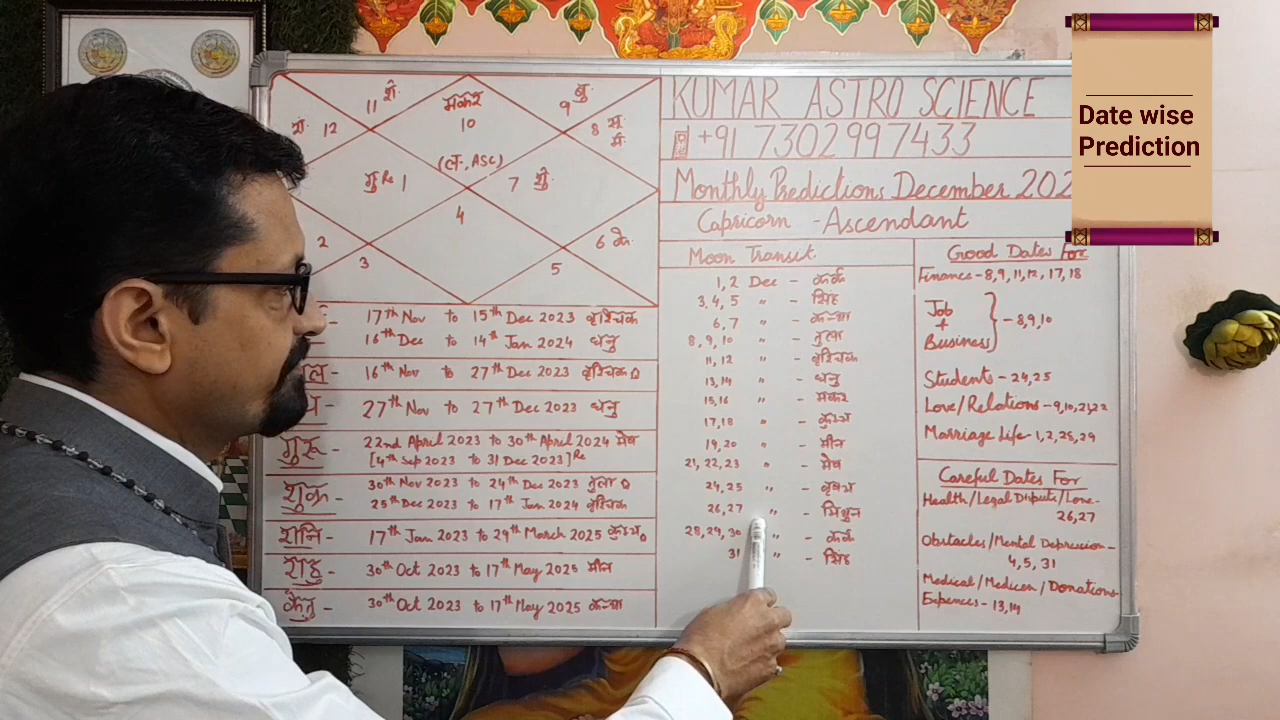 11 श.
मकर
10
9 बु.
12
8 सू.
मं.
(ल., ASC)
गु. Re 1
7 शु.
4
2
3
5
6 के.
17th Nov to 15th Dec 2023 वृश्चिक
16th Dec to 14th Jan 2024 धनु
16th Nov to 27th Dec 2023 वृश्चिक
27th Nov to 27th Dec 2023 धनु
गुरू - 22nd April 2023 to 30th April 2024 मेष
[4th Sep 2023 to 31 Dec 2023] Re
शुक्र - 30th Nov 2023 to 24th Dec 2023 तुला
25th Dec 2023 to 17th Jan 2024 वृश्चिक
शनि - 17th Jan 2023 to 29th March 2025 कुम्भ
राहु - 30th Oct 2023 to 17th May 2025 मीन
केतु - 30th Oct 2023 to 17th May 2025 कन्या
KUMAR ASTRO SCIENCE
+91 7302997433
Monthly Predictions December 202
Capricorn - Ascendant
Moon Transit
1, 2 Dec - कर्क
3, 4, 5 " - सिंह
6, 7 " - कन्या
8, 9, 10 " - तुला
11, 12 " - वृश्चिक
13, 14 " - धनु
15, 16 " - मकर
17, 18 " - कुम्भ
19, 20 " - मीन
21, 22, 23 " - मेष
24, 25 " - वृषभ
26, 27 " - मिथुन
28, 29, 30 " - कर्क
31 " - सिंह
Good Dates For
Finance - 8, 9, 11, 12, 17, 18
Job
+
Business } - 8, 9, 10
Students - 24, 25
Love/Relations - 9, 10, 21, 22
Marriage Life - 1, 2, 28, 29
Careful Dates For
Health/Legal Dispute/Loan-
26, 27
Obstacles/Mental Depression -
4, 5, 31
Medical/Medicen/Donations
Expences - 13, 14
Date wise
Prediction